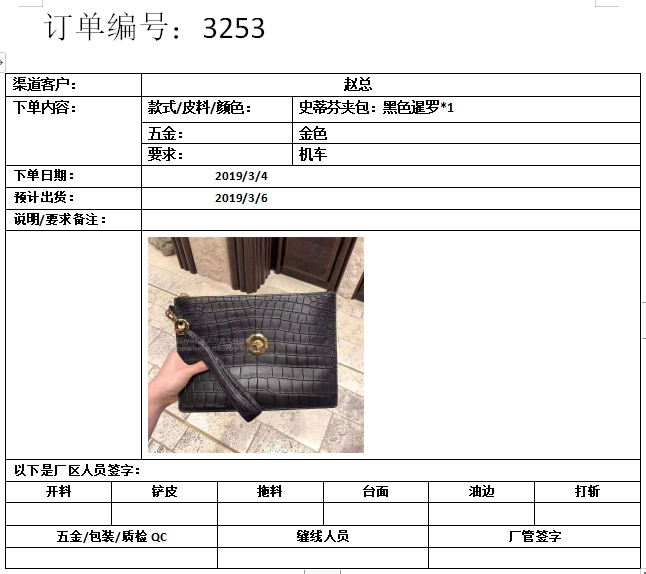 订单编号：3253
渠道客户： 赵总
下单内容： 款式/皮料/颜色： 史蒂芬夹包：黑色暹罗*1
五金： 金色
要求： 机车
下单日期： 2019/3/4
预计出货： 2019/3/6
说明/要求备注：
以下是厂区人员签字：
开料 铲皮 拖料 台面 油边 打斩
五金/包装/质检 QC 缝线人员 厂管签字